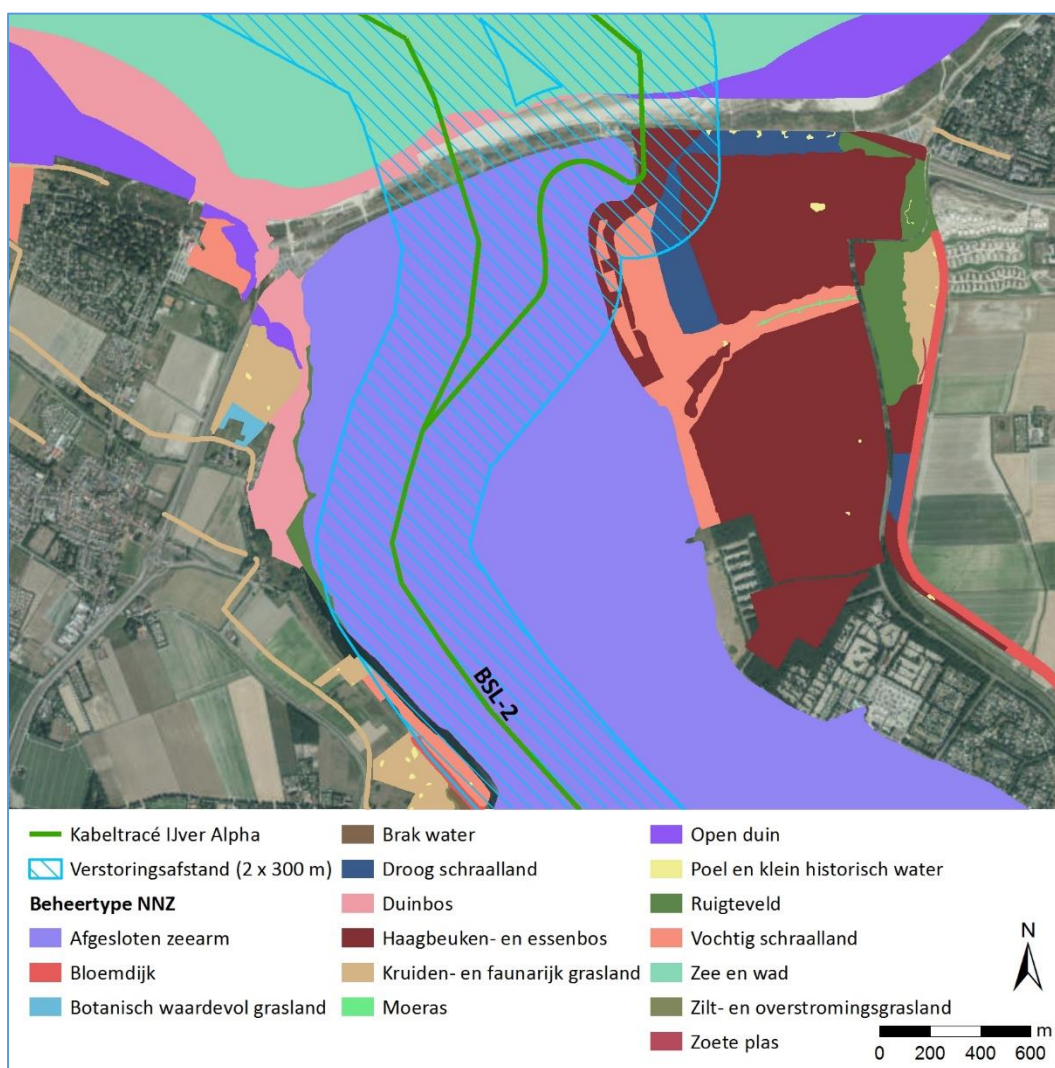 BSL-2
Kabeltracé IJver Alpha
Verstoringsafstand (2 x 300 m)
Beheertype NNZ
Afgesloten zeearm
Bloemdijk
Botanisch waardevol grasland
Brak water
Droog schraalland
Duinbos
Haagbeuken- en essenbos
Kruiden- en faunarijk grasland
Moeras
Open duin
Poel en klein historisch water
Ruigteveld
Vochtig schraalland
Zee en wad
Zilt- en overstromingsgrasland
Zoete plas
N
m
0 200 400 600